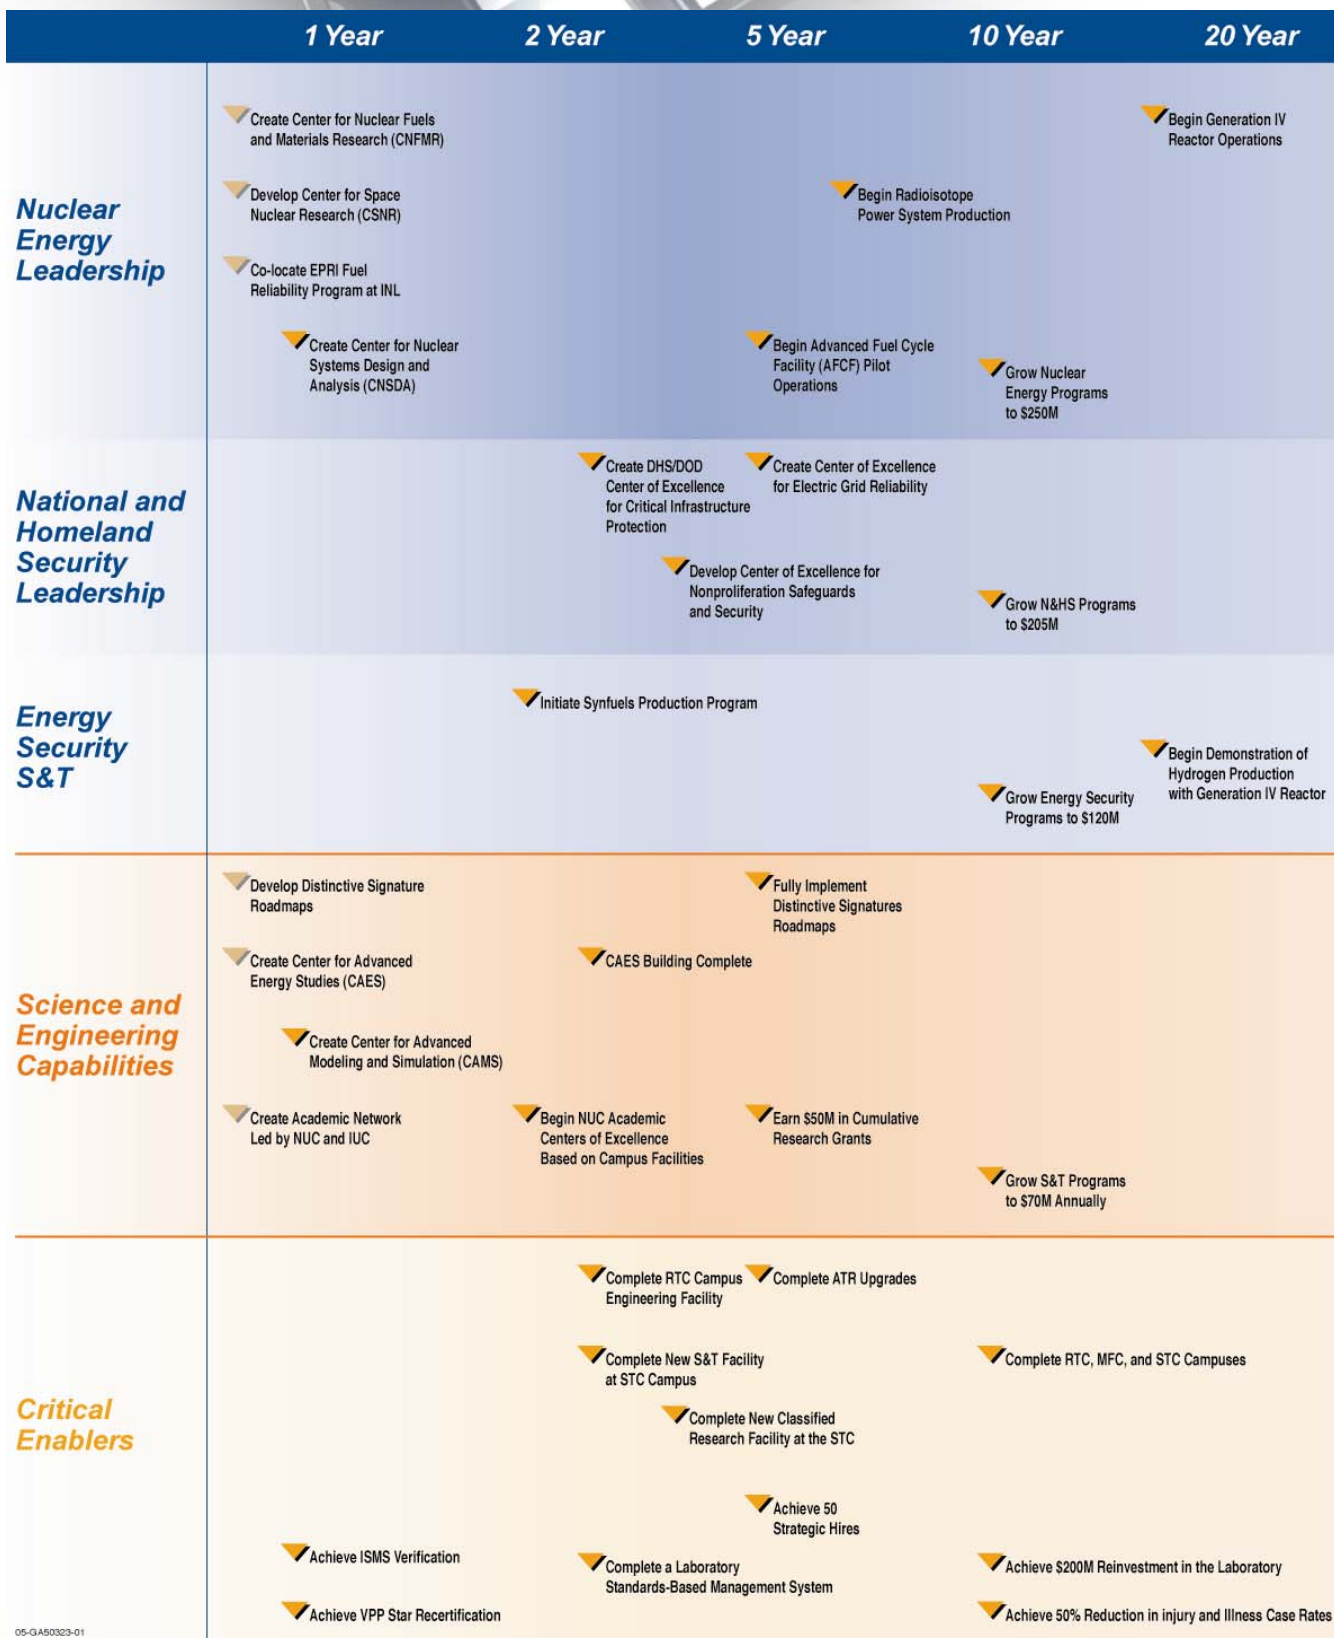 1 Year 2 Year 5 Year 10 Year 20 Year
Nuclear
Energy
Leadership
Create Center for Nuclear Fuels
and Materials Research (CNFMR)
Begin Generation IV
Reactor Operations
Develop Center for Space
Nuclear Research (CSNR)
Begin Radioisotope
Power System Production
Co-locate EPRI Fuel
Reliability Program at INL
Create Center for Nuclear
Systems Design and
Analysis (CNSDA)
Begin Advanced Fuel Cycle
Facility (AFCF) Pilot
Operations
Grow Nuclear
Energy Programs
to $250M
National and
Homeland
Security
Leadership
Create DHS/DOD
Center of Excellence
for Critical Infrastructure
Protection
Create Center of Excellence
for Electric Grid Reliability
Develop Center of Excellence for
Nonproliferation Safeguards
and Security
Grow N&HS Programs
to $205M
Energy
Security
S&T
Initiate Synfuels Production Program
Begin Demonstration of
Hydrogen Production
with Generation IV Reactor
Grow Energy Security
Programs to $120M
Science and
Engineering
Capabilities
Develop Distinctive Signature
Roadmaps
Fully Implement
Distinctive Signatures
Roadmaps
Create Center for Advanced
Energy Studies (CAES)
CAES Building Complete
Create Center for Advanced
Modeling and Simulation (CAMS)
Create Academic Network
Led by NUC and IUC
Begin NUC Academic
Centers of Excellence
Based on Campus Facilities
Earn $50M in Cumulative
Research Grants
Grow S&T Programs
to $70M Annually
Critical
Enablers
Complete RTC Campus
Engineering Facility
Complete ATR Upgrades
Complete New S&T Facility
at STC Campus
Complete RTC, MFC, and STC Campuses
Complete New Classified
Research Facility at the STC
Achieve 50
Strategic Hires
Achieve ISMS Verification
Complete a Laboratory
Standards-Based Management System
Achieve $200M Reinvestment in the Laboratory
Achieve VPP Star Recertification
Achieve 50% Reduction in injury and Illness Case Rates
05-GA50323-01